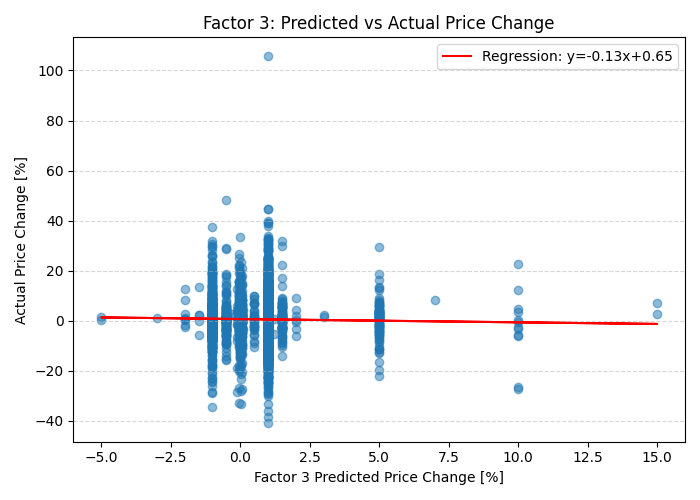 Factor 3: Predicted vs Actual Price Change
Regression: y=-0.13x+0.65
Actual Price Change [%]
100
80
60
40
20
0
−20
−40
−5.0 −2.5 0.0 2.5 5.0 7.5 10.0 12.5 15.0
Factor 3 Predicted Price Change [%]